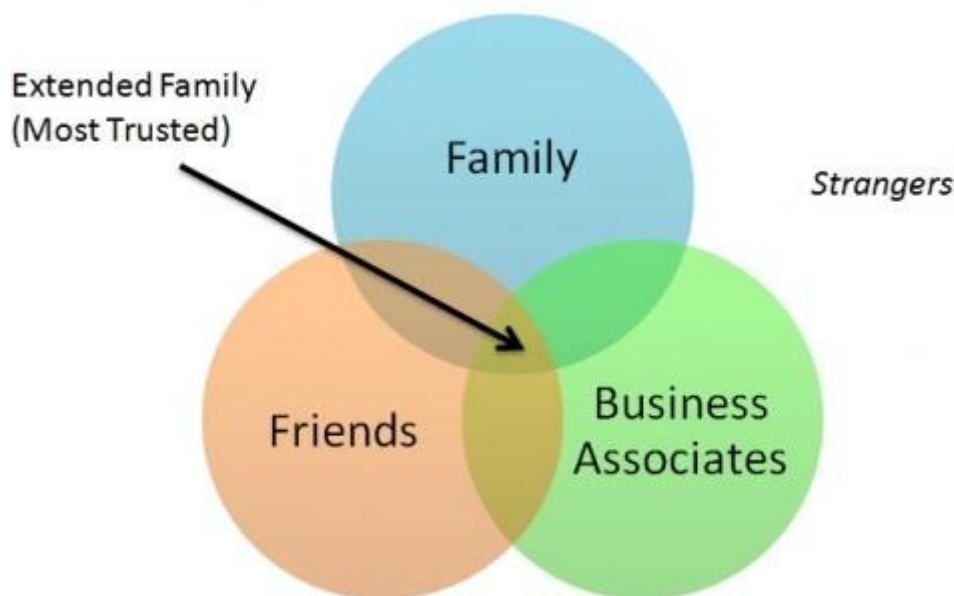 Extended Family
(Most Trusted)
Family
Strangers
Friends
Business
Associates